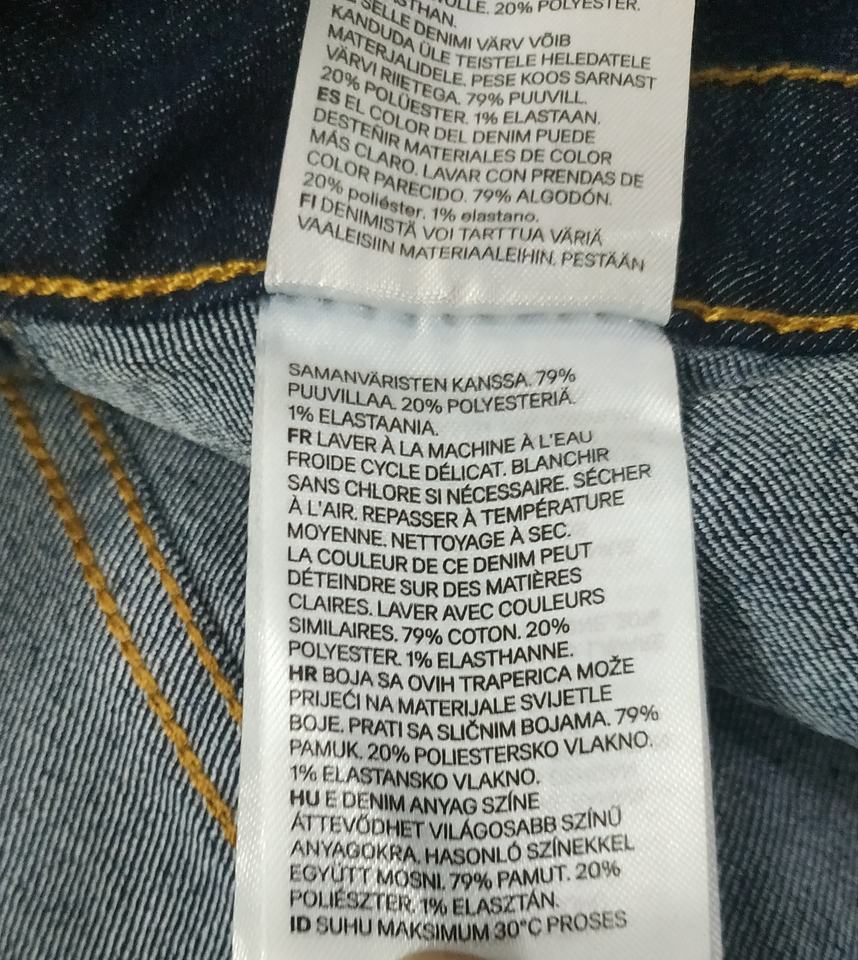 20% POLYESTER.
SELLE DENIMI VÄRV VÕIB
KANDUDA ÜLE TEISTELE HELEDATELE
MATERJALIDELE. PESE KOOS SARNAST
VÄRVI RIIETEGA. 79% PUUVILL.
20% POLÜESTER. 1% ELASTAAN.
ES EL COLOR DEL DENIM PUEDE
DESTEÑIR MATERIALES DE COLOR
MÁS CLARO. LAVAR CON PRENDAS DE
COLOR PARECIDO. 79% ALGODÓN.
20% poliéster. 1% elastano.
FI DENIMISTÄ VOI TARTTUA VÄRIÄ
VAALEISIIN MATERIAALEIHIN. PESTÄÄN
SAMANVÄRISTEN KANSSA. 79%
PUUVILLAA. 20% POLYESTERIÄ.
1% ELASTAANIA.
FR LAVER À LA MACHINE À L'EAU
FROIDE CYCLE DÉLICAT. BLANCHIR
SANS CHLORE SI NÉCESSAIRE. SÉCHER
À L'AIR. REPASSER À TEMPÉRATURE
MOYENNE. NETTOYAGE À SEC.
LA COULEUR DE CE DENIM PEUT
DÉTEINDRE SUR DES MATIÈRES
CLAIRES. LAVER AVEC COULEURS
SIMILAIRES. 79% COTON. 20%
POLYESTER. 1% ELASTHANNE.
HR BOJA SA OVIH TRAPERICA MOŽE
PRIJEĆI NA MATERIJALE SVIJETLE
BOJE. PRATI SA SLIČNIM BOJAMA. 79%
PAMUK. 20% POLIESTERSKO VLAKNO.
1% ELASTANSKO VLAKNO.
HU E DENIM ANYAG SZÍNE
ÁTTEVŐDHET VILÁGOSABB SZÍNŰ
ANYAGOKRA. HASONLÓ SZÍNEKKEL
EGYÜTT MOSNI. 79% PAMUT. 20%
POLIÉSZTER. 1% ELASZTÁN.
ID SUHU MAKSIMUM 30°C PROSES